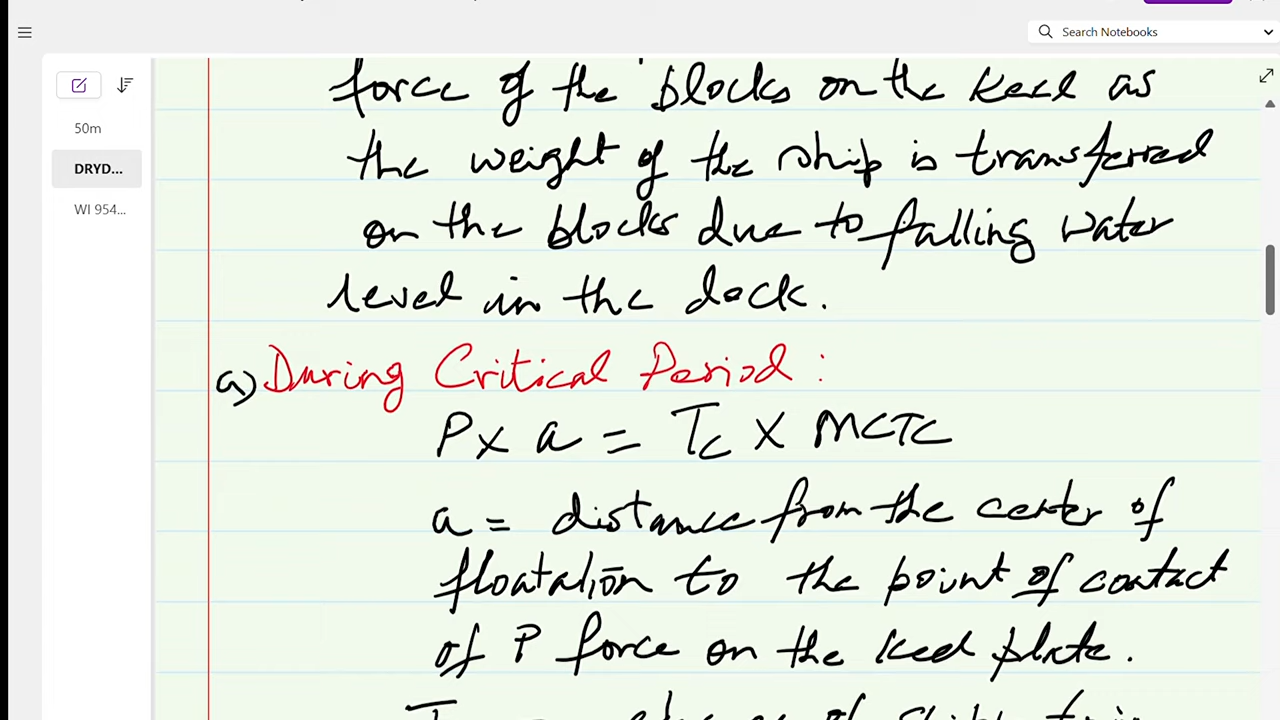 Search Notebooks
50m
DRYD...
WI 954...
force of the blocks on the keel as
the weight of the ship is transferred
on the blocks due to falling water
level in the dock.
a) During Critical Period :
P x a = Tc x MCTC
a = distance from the center of
floatation to the point of contact
of P force on the keel plate.